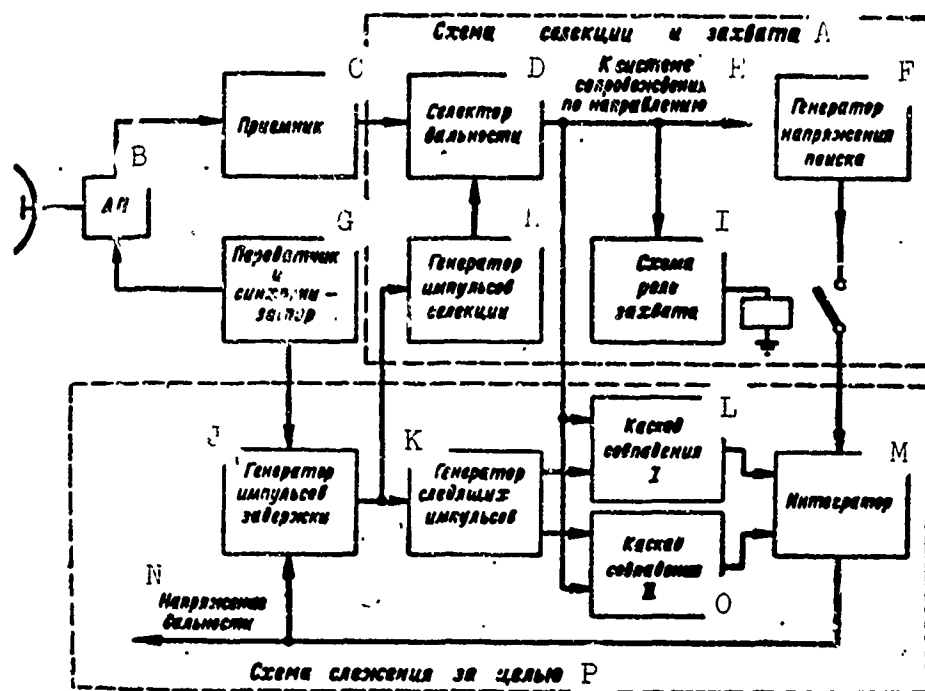 Схема селекции и захвата A
C
Приемник
D
Селектор
дальности
E
К системе
сопровождения
по направлению
F
Генератор
напряжения
поиска
B
АП
G
Передатчик
и
синхрони-
затор
Генератор
импульсов
селекции
I
Схема
реле
захвата
J
Генератор
импульсов
задержки
K
Генератор
следящих
импульсов
L
Каскад
совпадения
I
M
Интегратор
Каскад
совпадения
II
O
N
Напряжение
дальности
Схема слежения за целью P